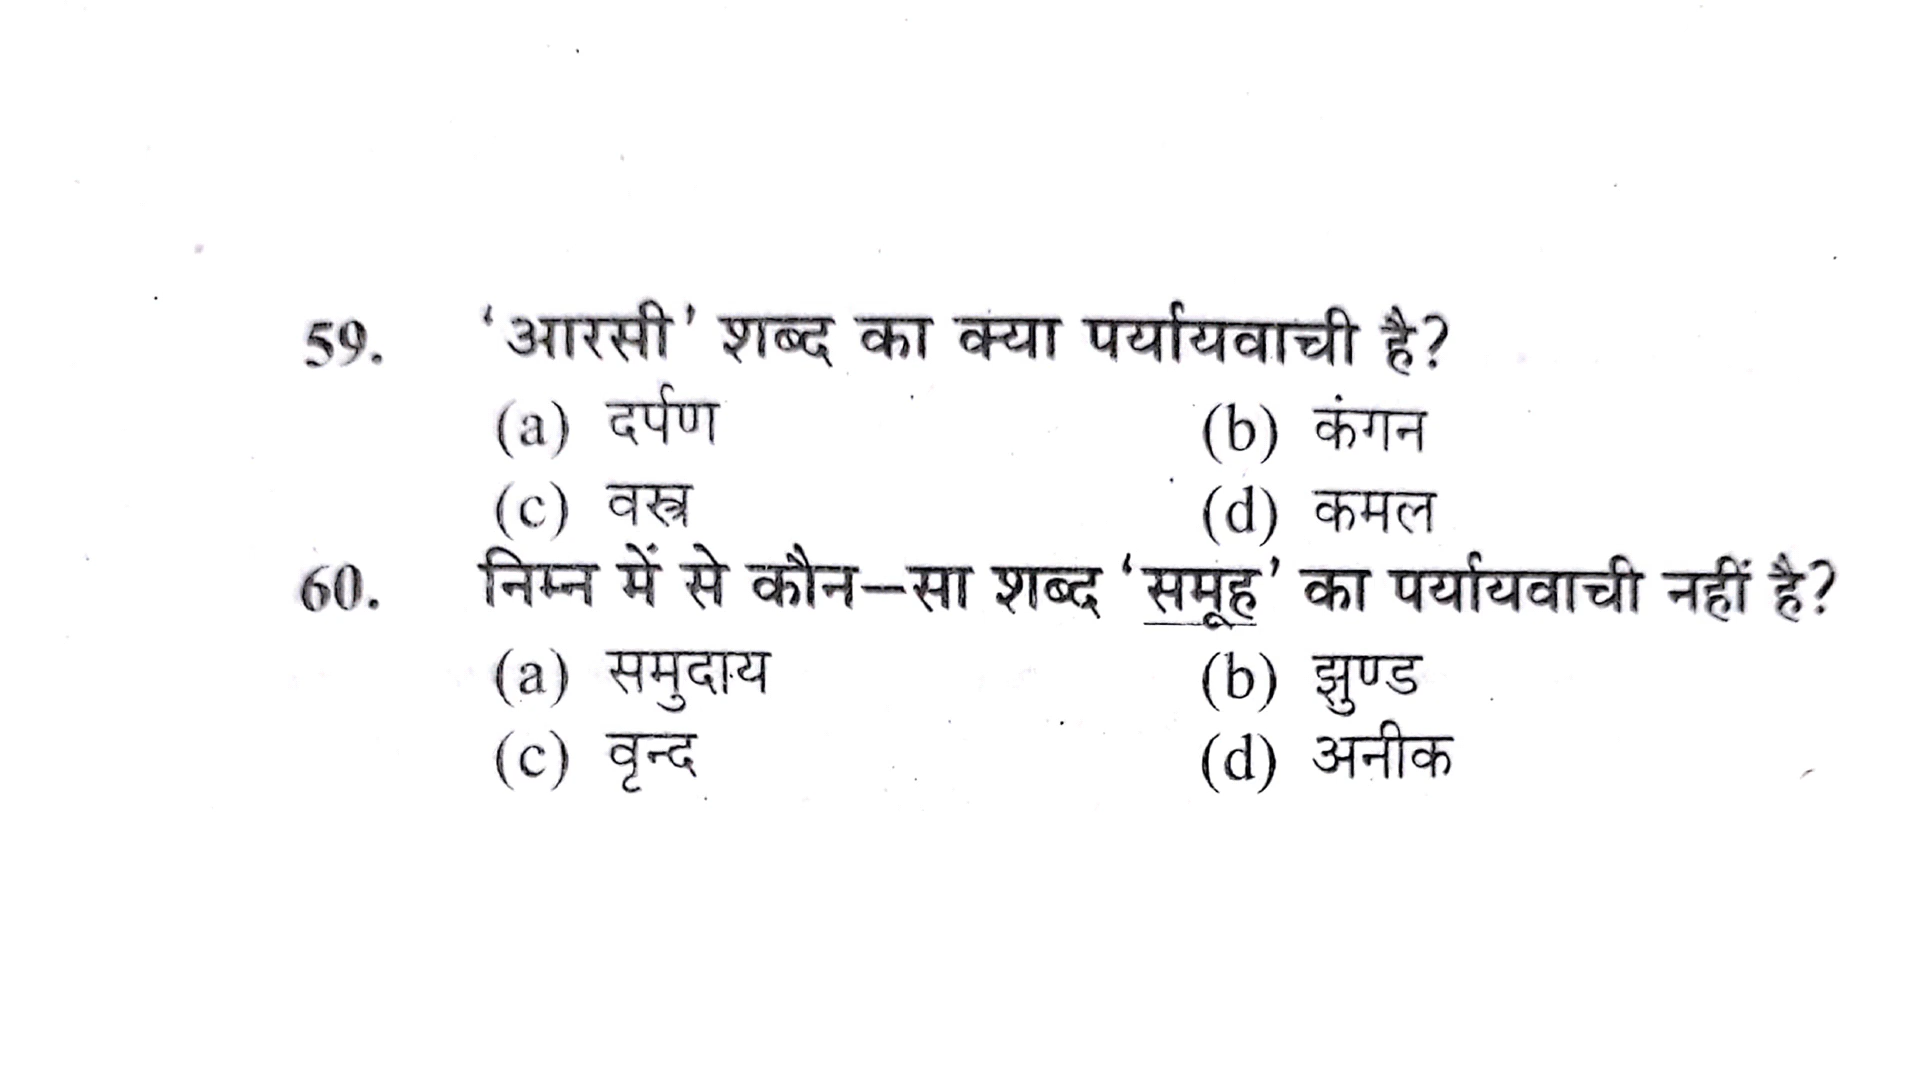 59. 'आरसी' शब्द का क्या पर्यायवाची है?
(a) दर्पण (b) कंगन
(c) वस्त्र (d) कमल
60. निम्न में से कौन–सा शब्द 'समूह' का पर्यायवाची नहीं है?
(a) समुदाय (b) झुण्ड
(c) वृन्द (d) अनीक